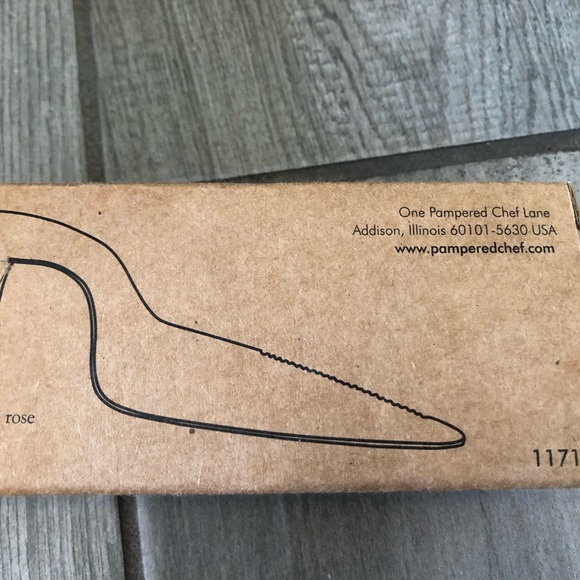 One Pampered Chef Lane
Addison, Illinois 60101-5630 USA
www.pamperedchef.com
rose
1171